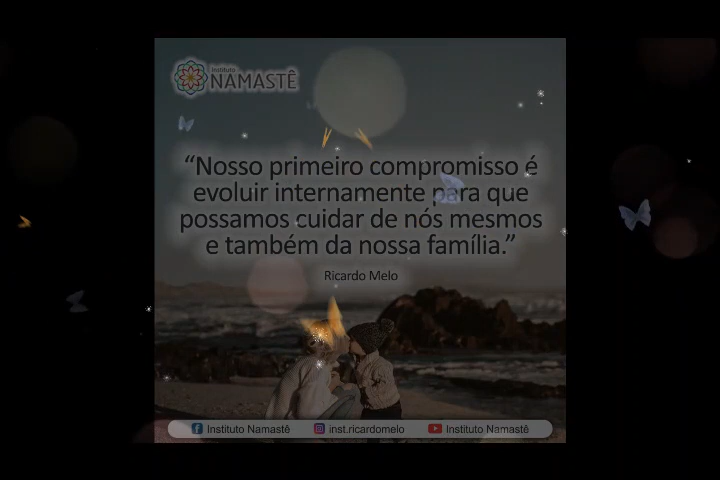 Instituto
NAMASTÊ
“Nosso primeiro compromisso é
evoluir internamente para que
possamos cuidar de nós mesmos
e também da nossa família.”
Ricardo Melo
Instituto Namastê inst.ricardomelo Instituto Namastê